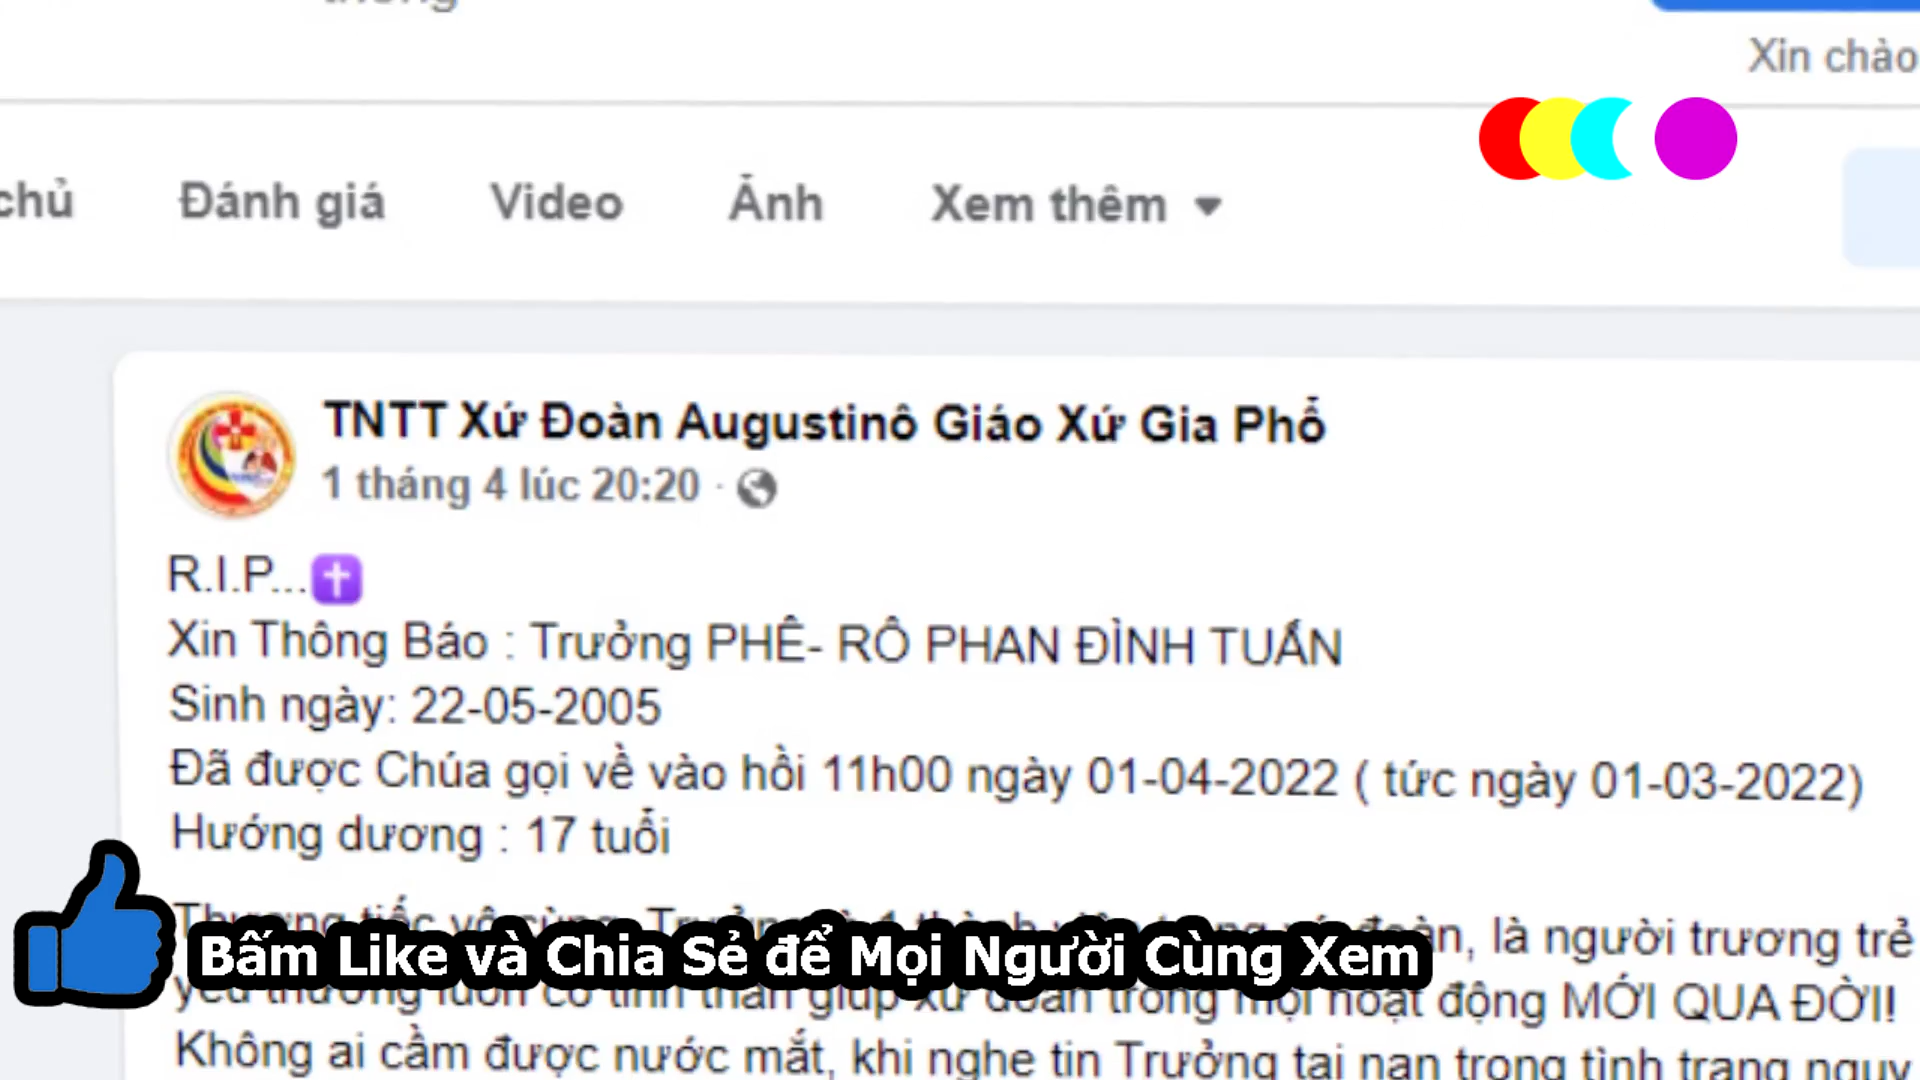 Xin chào
chủ Đánh giá Video Ảnh Xem thêm
TNTT Xứ Đoàn Augustinô Giáo Xứ Gia Phổ
1 tháng 4 lúc 20:20 ·
R.I.P...✝
Xin Thông Báo : Trưởng PHÊ- RÔ PHAN ĐÌNH TUẤN
Sinh ngày: 22-05-2005
Đã được Chúa gọi về vào hồi 11h00 ngày 01-04-2022 ( tức ngày 01-03-2022)
Hướng dương : 17 tuổi
đoàn, là người trương trẻ
Bấm Like và Chia Sẻ để Mọi Người Cùng Xem
động MỚI QUA ĐỜI!
Không ai cầm được nước mắt, khi nghe tin Trưởng tai nạn trong tình trạng nguy